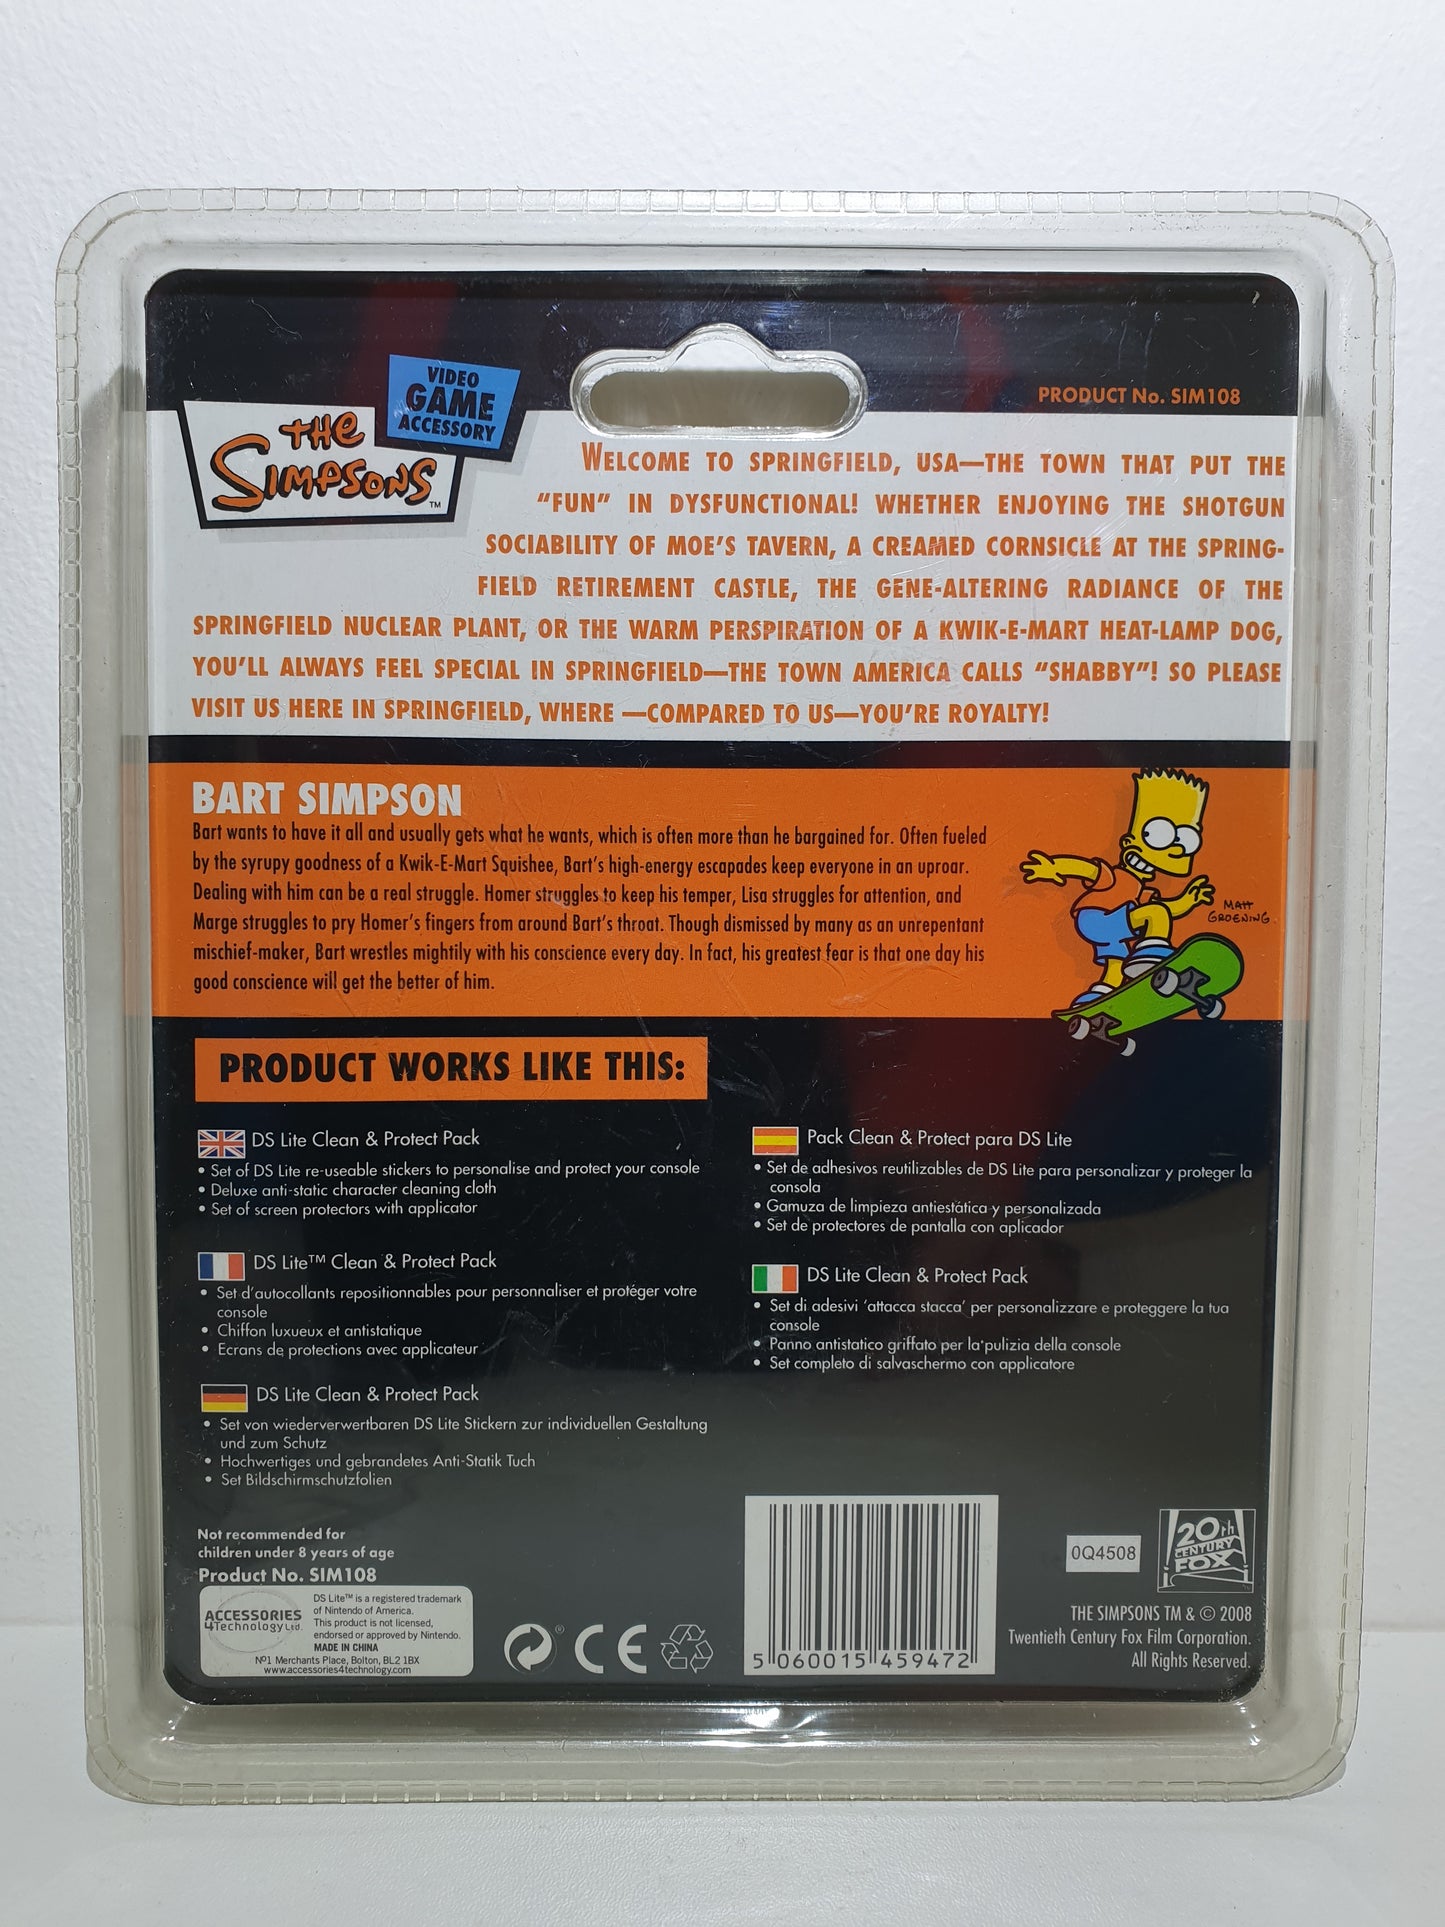 VIDEO
GAME
ACCESSORY
THE
SIMPSONS™
PRODUCT No. SIM108
WELCOME TO SPRINGFIELD, USA—THE TOWN THAT PUT THE
"FUN" IN DYSFUNCTIONAL! WHETHER ENJOYING THE SHOTGUN
SOCIABILITY OF MOE'S TAVERN, A CREAMED CORNSICLE AT THE SPRING-
FIELD RETIREMENT CASTLE, THE GENE-ALTERING RADIANCE OF THE
SPRINGFIELD NUCLEAR PLANT, OR THE WARM PERSPIRATION OF A KWIK-E-MART HEAT-LAMP DOG,
YOU'LL ALWAYS FEEL SPECIAL IN SPRINGFIELD—THE TOWN AMERICA CALLS "SHABBY"! SO PLEASE
VISIT US HERE IN SPRINGFIELD, WHERE —COMPARED TO US—YOU'RE ROYALTY!
BART SIMPSON
Bart wants to have it all and usually gets what he wants, which is often more than he bargained for. Often fueled
by the syrupy goodness of a Kwik-E-Mart Squishee, Bart's high-energy escapades keep everyone in an uproar.
Dealing with him can be a real struggle. Homer struggles to keep his temper, Lisa struggles for attention, and
Marge struggles to pry Homer's fingers from around Bart's throat. Though dismissed by many as an unrepentant
mischief-maker, Bart wrestles mightily with his conscience every day. In fact, his greatest fear is that one day his
good conscience will get the better of him.
MATT
GROENING
PRODUCT WORKS LIKE THIS:
DS Lite Clean & Protect Pack
• Set of DS Lite re-useable stickers to personalise and protect your console
• Deluxe anti-static character cleaning cloth
• Set of screen protectors with applicator
DS Lite™ Clean & Protect Pack
• Set d'autocollants repositionnables pour personnaliser et protéger votre
console
• Chiffon luxueux et antistatique
• Ecrans de protections avec applicateur
DS Lite Clean & Protect Pack
• Set von wiederverwertbaren DS Lite Stickern zur individuellen Gestaltung
und zum Schutz
• Hochwertiges und gebrandetes Anti-Statik Tuch
• Set Bildschirmschutzfolien
Pack Clean & Protect para DS Lite
• Set de adhesivos reutilizables de DS Lite para personalizar y proteger la
consola
• Gamuza de limpieza antiestática y personalizada
• Set de protectores de pantalla con aplicador
DS Lite Clean & Protect Pack
• Set di adesivi 'attacca stacca' per personalizzare e proteggere la tua
console
• Panno antistatico griffato per la pulizia della console
• Set completo di salvaschermo con applicatore
Not recommended for
children under 8 years of age
Product No. SIM108
ACCESSORIES
4Technology Ltd.
DS Lite™ is a registered trademark
of Nintendo of America.
This product is not licensed,
endorsed or approved by Nintendo.
MADE IN CHINA
Nº1 Merchants Place, Bolton, BL2 1BX
www.accessories4technology.com
®
CE
5 060015 459472
0Q4508
20th
CENTURY
FOX
THE SIMPSONS TM & © 2008
Twentieth Century Fox Film Corporation.
All Rights Reserved.